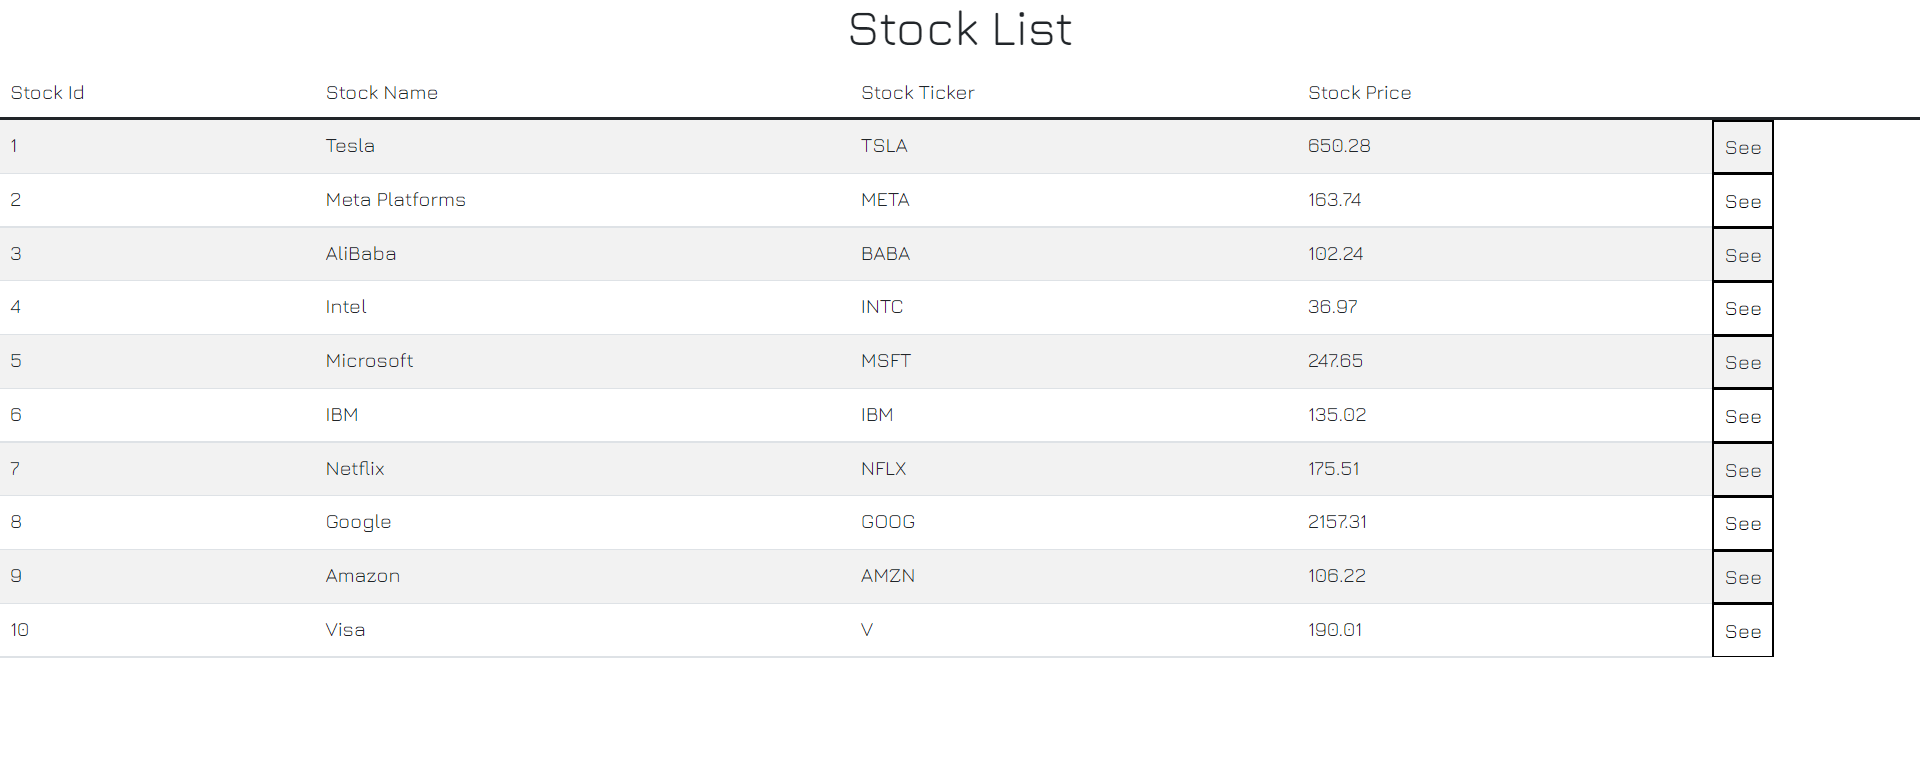 Stock List
Stock Id Stock Name Stock Ticker Stock Price
1 Tesla TSLA 650.28 See
2 Meta Platforms META 163.74 See
3 AliBaba BABA 102.24 See
4 Intel INTC 36.97 See
5 Microsoft MSFT 247.65 See
6 IBM IBM 135.02 See
7 Netflix NFLX 175.51 See
8 Google GOOG 2157.31 See
9 Amazon AMZN 106.22 See
10 Visa V 190.01 See